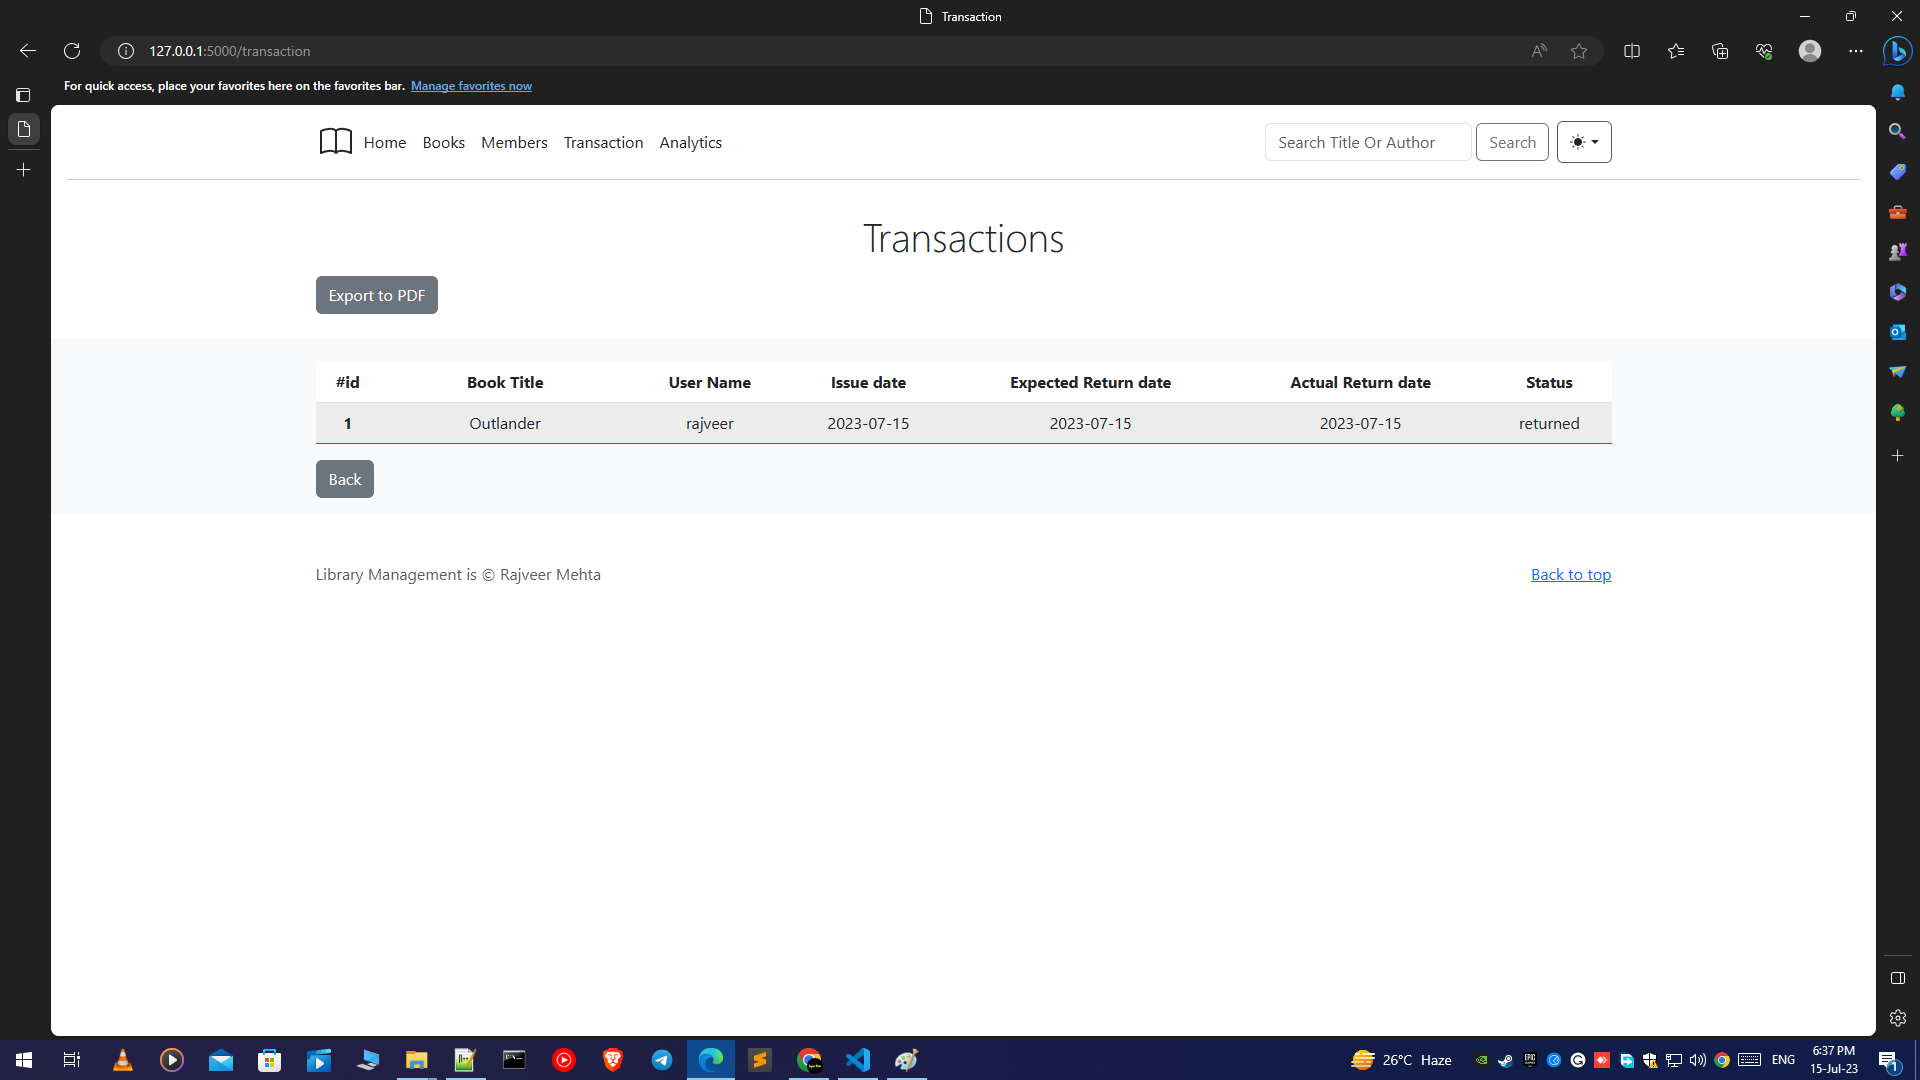 Transaction
127.0.0.1:5000/transaction
For quick access, place your favorites here on the favorites bar. Manage favorites now
Home Books Members Transaction Analytics Search Title Or Author Search
Transactions
Export to PDF
#id Book Title User Name Issue date Expected Return date Actual Return date Status
1 Outlander rajveer 2023-07-15 2023-07-15 2023-07-15 returned
Back
Library Management is © Rajveer Mehta Back to top
26°C Haze ENG 6:37 PM
15-Jul-23 1